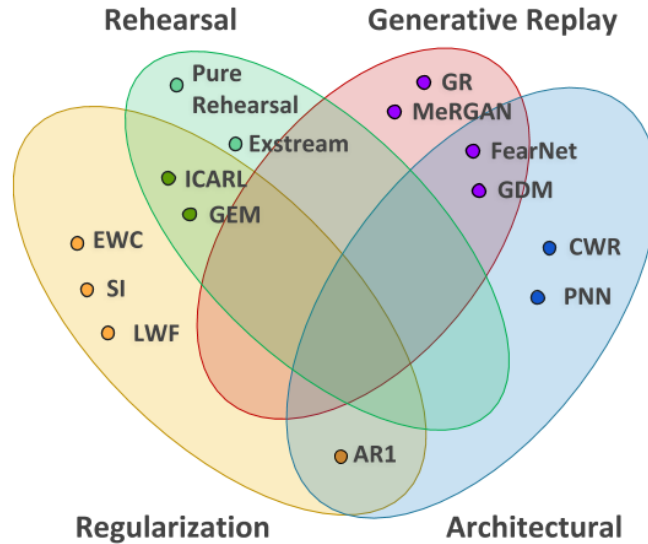 Rehearsal
Generative Replay
Pure
Rehearsal
GR
MeRGAN
Exstream
FearNet
ICARL
GDM
GEM
EWC
CWR
SI
PNN
LWF
AR1
Regularization
Architectural